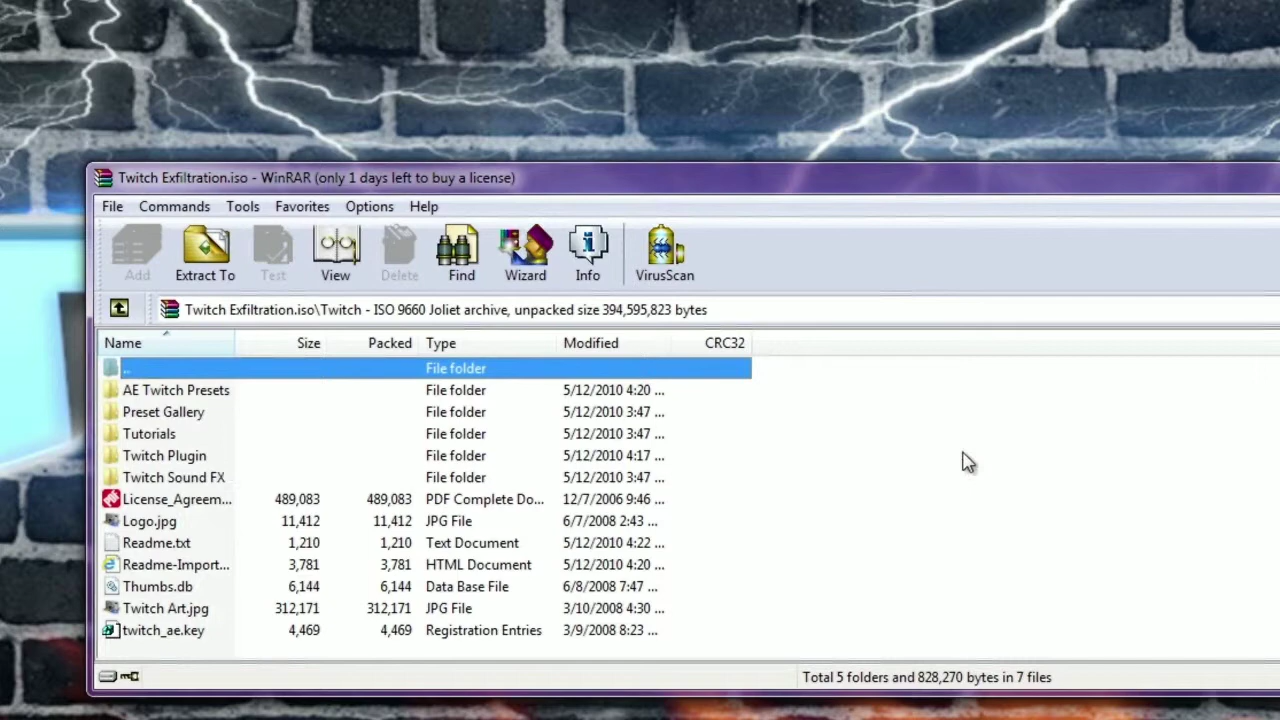 Twitch Exfiltration.iso - WinRAR (only 1 days left to buy a license)
File Commands Tools Favorites Options Help
Add Extract To Test View Delete Find Wizard Info VirusScan
Twitch Exfiltration.iso\Twitch - ISO 9660 Joliet archive, unpacked size 394,595,823 bytes
Name Size Packed Type Modified CRC32
.. File folder
AE Twitch Presets File folder 5/12/2010 4:20 ...
Preset Gallery File folder 5/12/2010 3:47 ...
Tutorials File folder 5/12/2010 3:47 ...
Twitch Plugin File folder 5/12/2010 4:17 ...
Twitch Sound FX File folder 5/12/2010 3:47 ...
License_Agreem... 489,083 489,083 PDF Complete Do... 12/7/2006 9:46 ...
Logo.jpg 11,412 11,412 JPG File 6/7/2008 2:43 ...
Readme.txt 1,210 1,210 Text Document 5/12/2010 4:22 ...
Readme-Import... 3,781 3,781 HTML Document 5/12/2010 4:20 ...
Thumbs.db 6,144 6,144 Data Base File 6/8/2008 7:47 ...
Twitch Art.jpg 312,171 312,171 JPG File 3/10/2008 4:30 ...
twitch_ae.key 4,469 4,469 Registration Entries 3/9/2008 8:23 ...
Total 5 folders and 828,270 bytes in 7 files